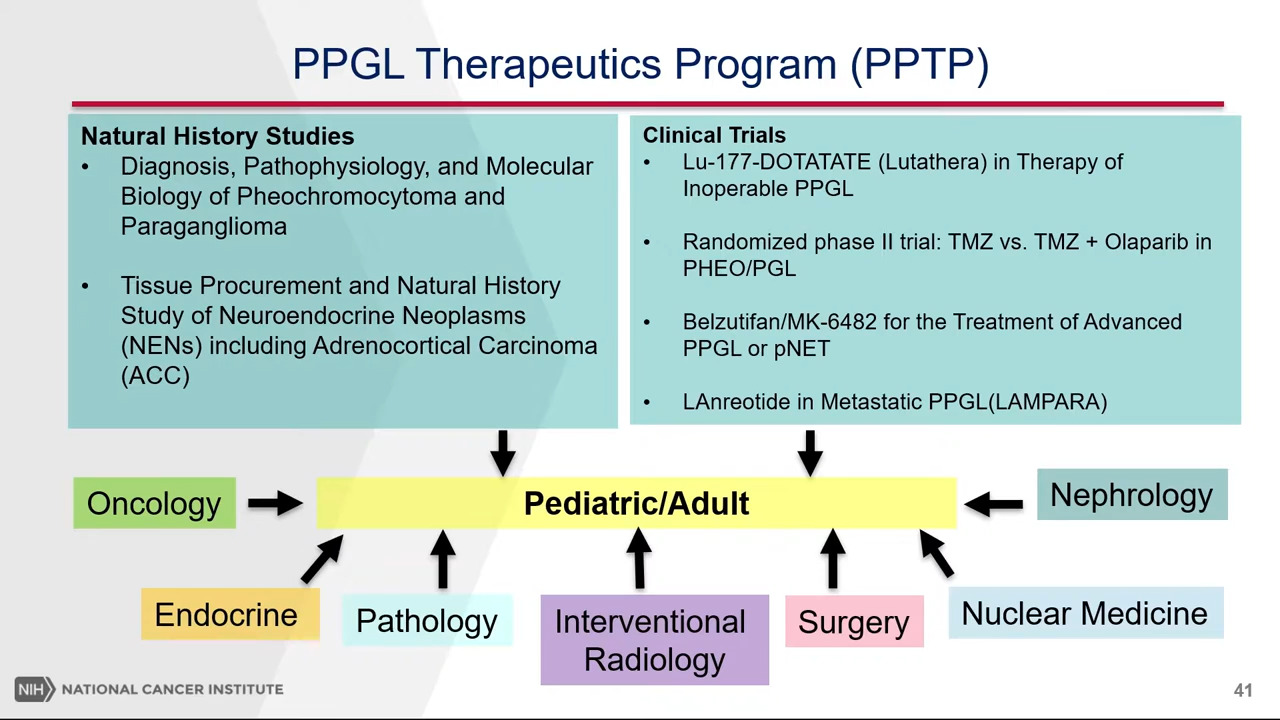 PPGL Therapeutics Program (PPTP)
Natural History Studies
• Diagnosis, Pathophysiology, and Molecular
Biology of Pheochromocytoma and
Paraganglioma
• Tissue Procurement and Natural History
Study of Neuroendocrine Neoplasms
(NENs) including Adrenocortical Carcinoma
(ACC)
Clinical Trials
• Lu-177-DOTATATE (Lutathera) in Therapy of
Inoperable PPGL
• Randomized phase II trial: TMZ vs. TMZ + Olaparib in
PHEO/PGL
• Belzutifan/MK-6482 for the Treatment of Advanced
PPGL or pNET
• LAnreotide in Metastatic PPGL(LAMPARA)
Oncology
Pediatric/Adult
Nephrology
Endocrine
Pathology
Interventional
Radiology
Surgery
Nuclear Medicine
NIH NATIONAL CANCER INSTITUTE
41